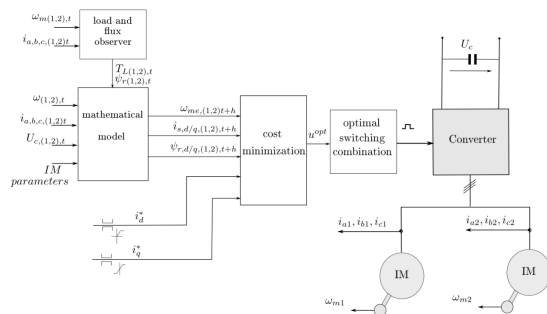 ω_{m(1,2),t}
i_{a,b,c,(1,2)t}
load and
flux
observer
T_{L(1,2),t}
ψ_{r(1,2),t}
ω_{(1,2),t}
i_{a,b,c,(1,2)t}
U_{c,(1,2),t}
IM
parameters
mathematical
model
ω_{me,(1,2)t+h}
i_{s,d/q,(1,2),t+h}
ψ_{r,d/q,(1,2),t+h}
i_d^*
i_q^*
cost
minimization
u^{opt}
optimal
switching
combination
U_c
Converter
i_{a1}, i_{b1}, i_{c1}
i_{a2}, i_{b2}, i_{c2}
IM
IM
ω_{m1}
ω_{m2}